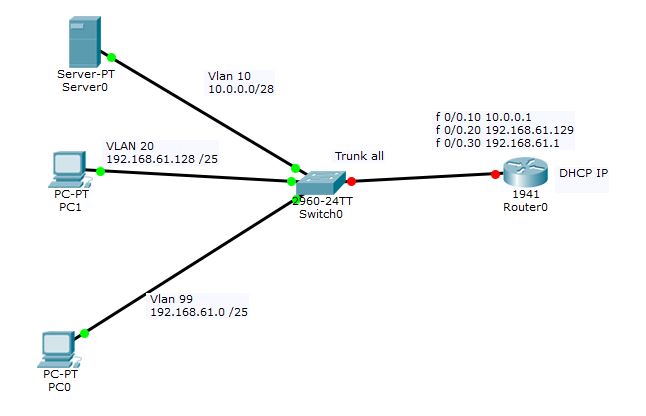 Server-PT
Server0
Vlan 10
10.0.0.0/28
f 0/0.10 10.0.0.1
f 0/0.20 192.168.61.129
f 0/0.30 192.168.61.1
VLAN 20
192.168.61.128 /25
Trunk all
DHCP IP
PC-PT
PC1
2960-24TT
Switch0
1941
Router0
Vlan 99
192.168.61.0 /25
PC-PT
PC0